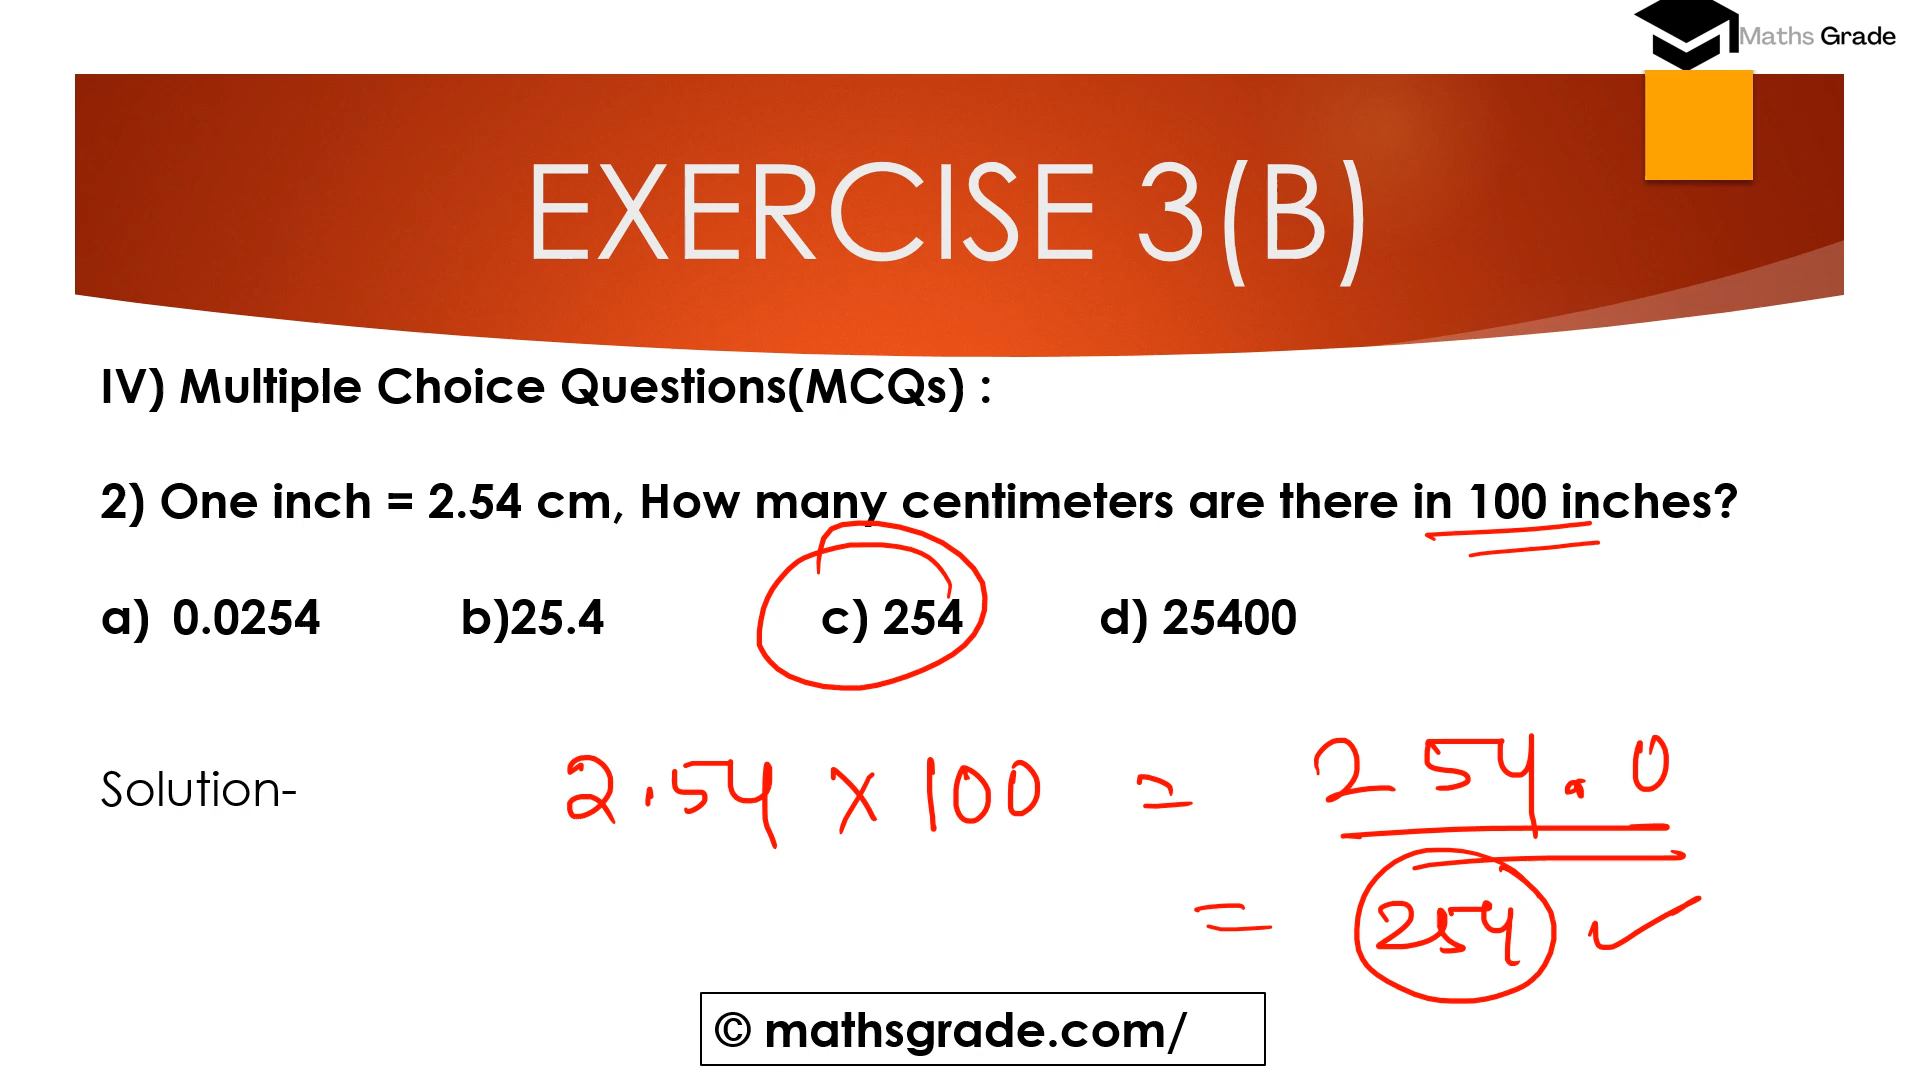 Maths Grade
EXERCISE 3(B)
IV) Multiple Choice Questions(MCQs) :
2) One inch = 2.54 cm, How many centimeters are there in 100 inches?
a) 0.0254 b)25.4 c) 254 d) 25400
Solution- 2.54 × 100 = 254.0
= 254 ✓
© mathsgrade.com/